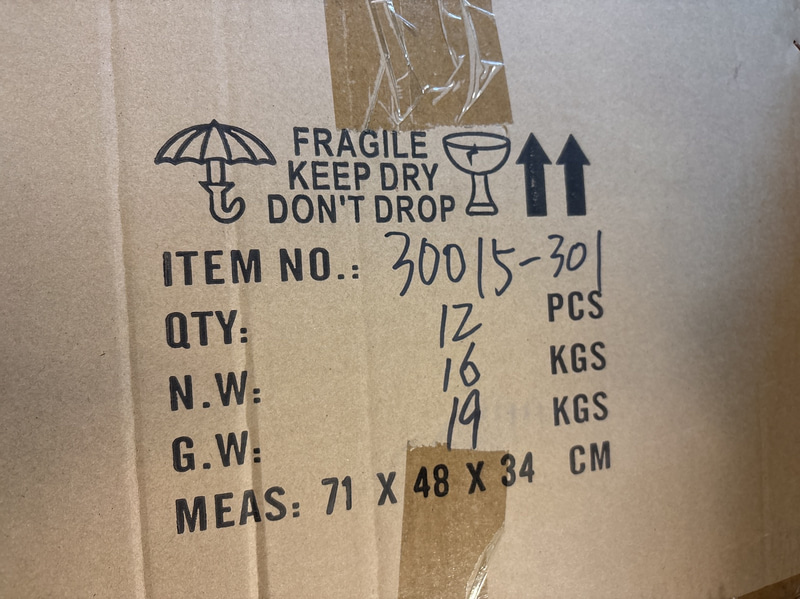 FRAGILE
KEEP DRY
DON'T DROP
ITEM NO.: 30015-301
QTY: 12 PCS
N.W: 16 KGS
G.W: 19 KGS
MEAS: 71 X 48 X 34 CM